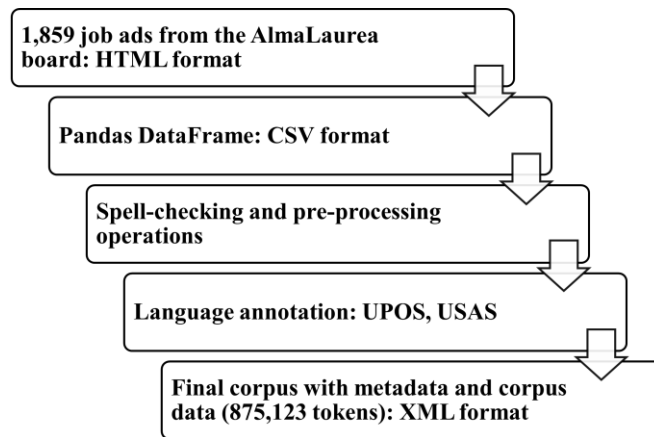 1,859 job ads from the AlmaLaurea
board: HTML format
Pandas DataFrame: CSV format
Spell-checking and pre-processing
operations
Language annotation: UPOS, USAS
Final corpus with metadata and corpus
data (875,123 tokens): XML format